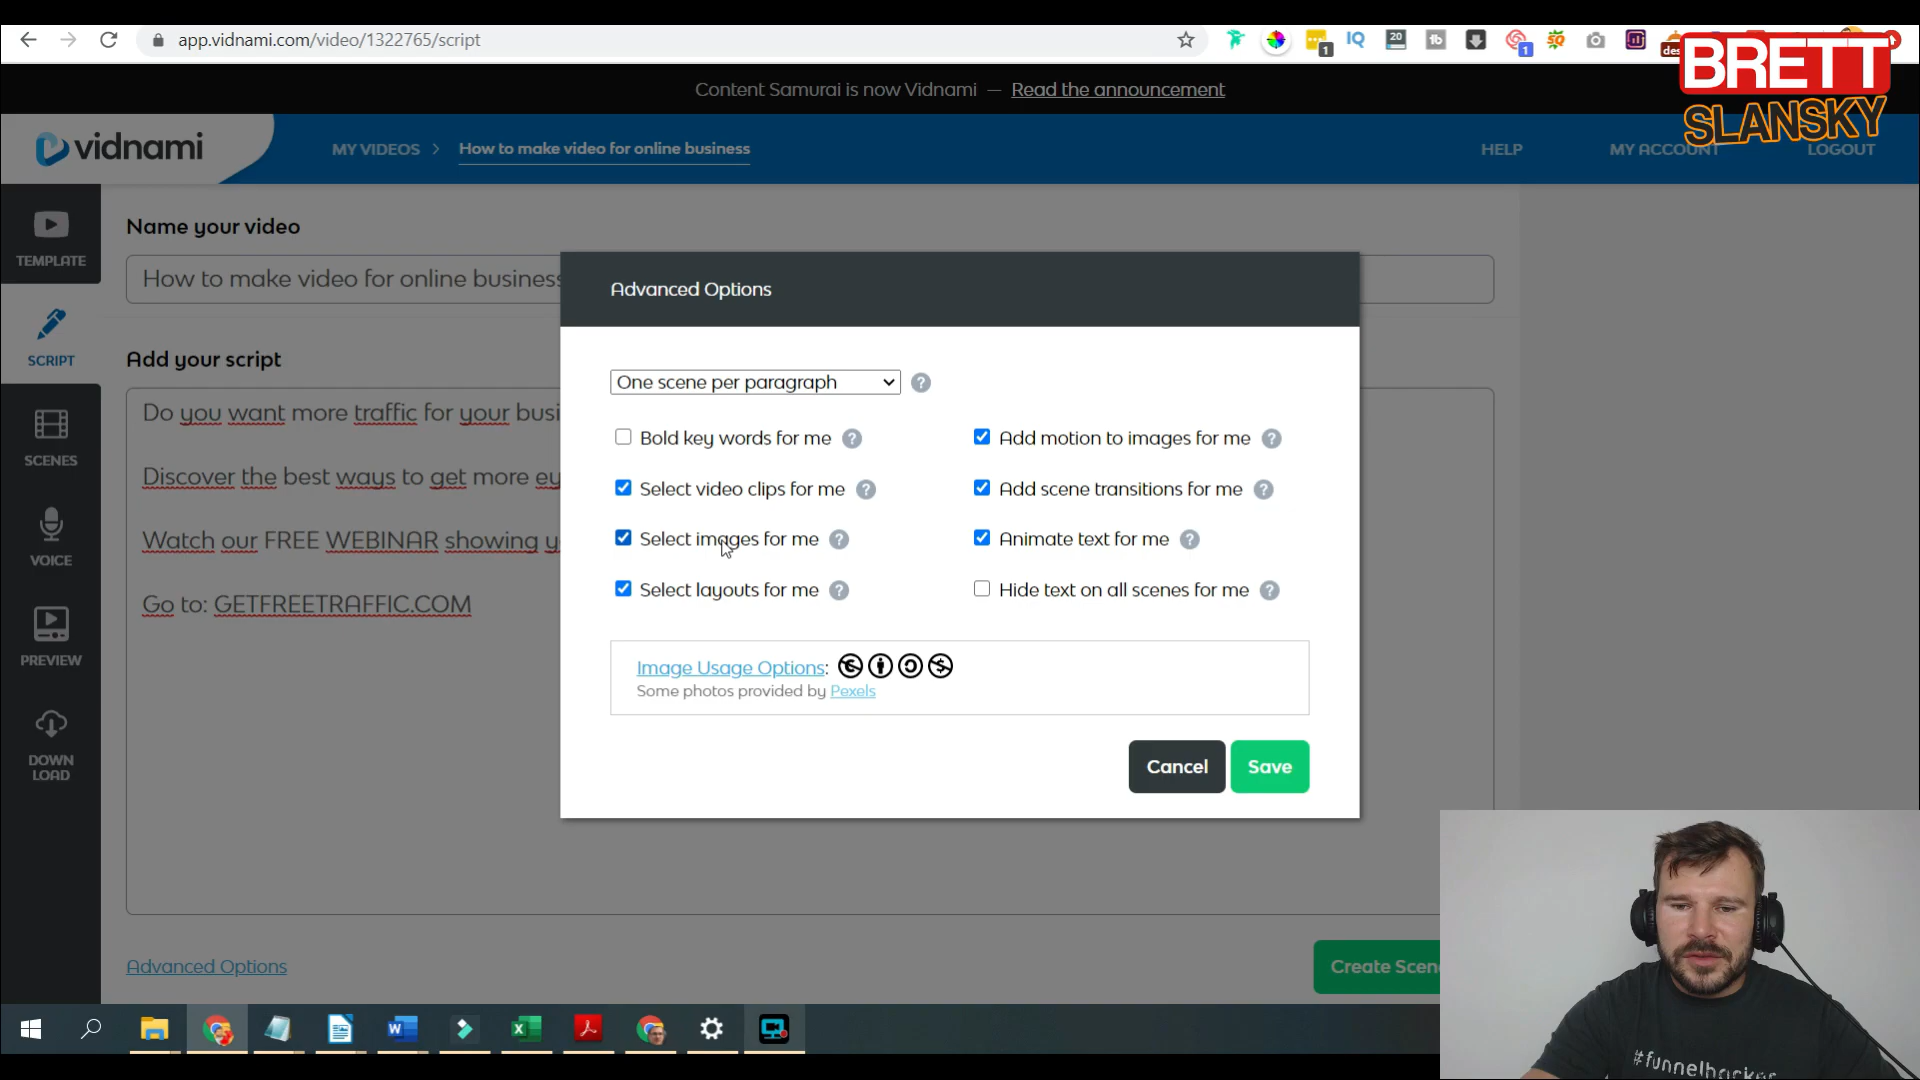 app.vidnami.com/video/1322765/script
1
IQ
20
1
SQ
des
BRETT
SLANSKY
Content Samurai is now Vidnami — Read the announcement
vidnami
MY VIDEOS > How to make video for online business
HELP
MY ACCOUNT
LOGOUT
TEMPLATE
SCRIPT
SCENES
VOICE
PREVIEW
DOWN
LOAD
Name your video
How to make video for online business
Add your script
Do you want more traffic for your busi
Discover the best ways to get more ey
Watch our FREE WEBINAR showing y
Go to: GETFREETRAFFIC.COM
Advanced Options
One scene per paragraph ?
Bold key words for me ?
Add motion to images for me ?
Select video clips for me ?
Add scene transitions for me ?
Select images for me ?
Animate text for me ?
Select layouts for me ?
Hide text on all scenes for me ?
Image Usage Options:
Some photos provided by Pexels
Cancel
Save
Advanced Options
Create Scen
#funnelhacker